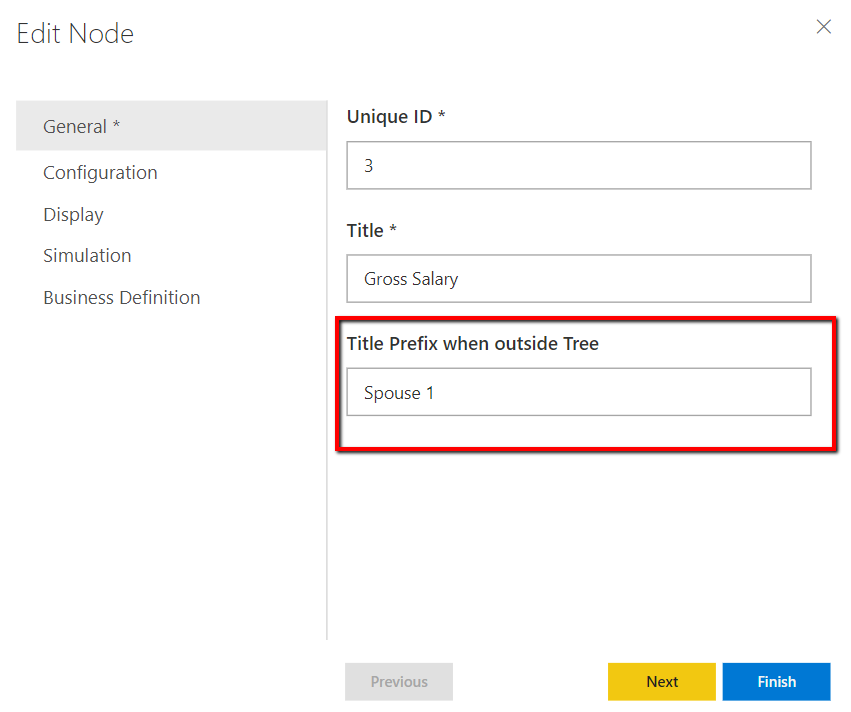 Edit Node
General *
Configuration
Display
Simulation
Business Definition
Unique ID *
3
Title *
Gross Salary
Title Prefix when outside Tree
Spouse 1
Previous
Next
Finish